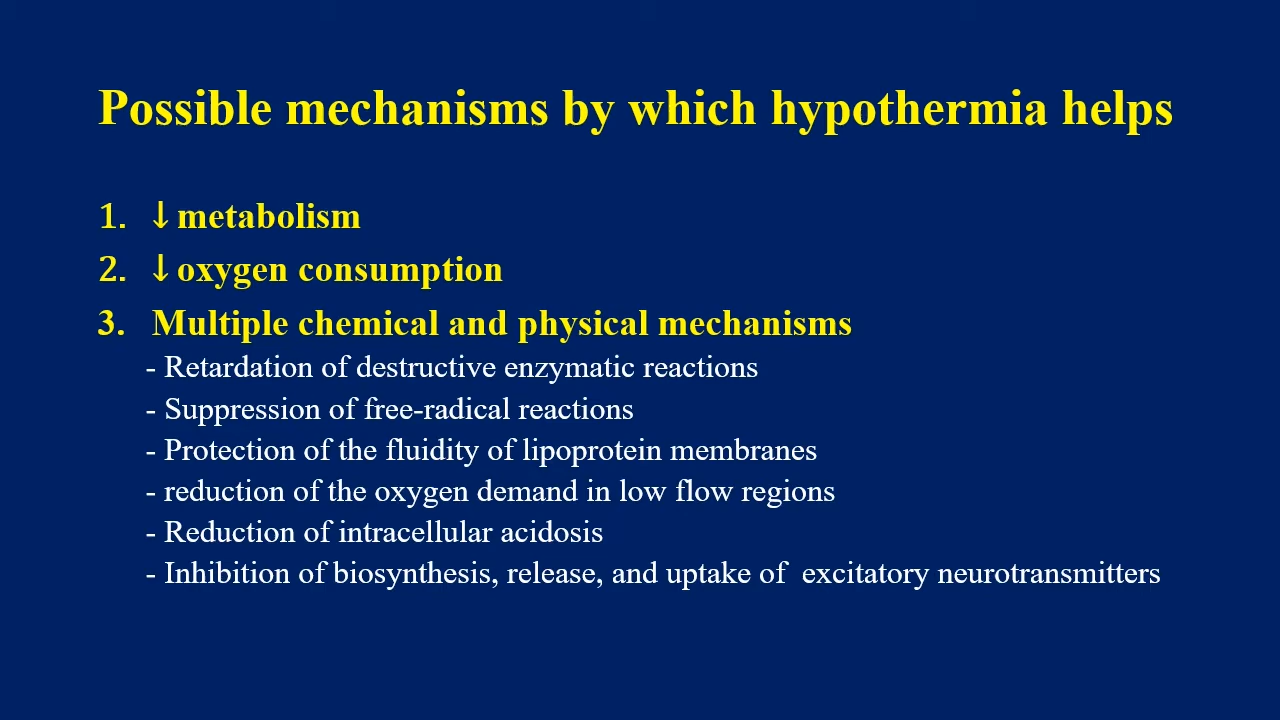 Possible mechanisms by which hypothermia helps
1. ↓ metabolism
2. ↓ oxygen consumption
3. Multiple chemical and physical mechanisms
- Retardation of destructive enzymatic reactions
- Suppression of free-radical reactions
- Protection of the fluidity of lipoprotein membranes
- reduction of the oxygen demand in low flow regions
- Reduction of intracellular acidosis
- Inhibition of biosynthesis, release, and uptake of  excitatory neurotransmitters